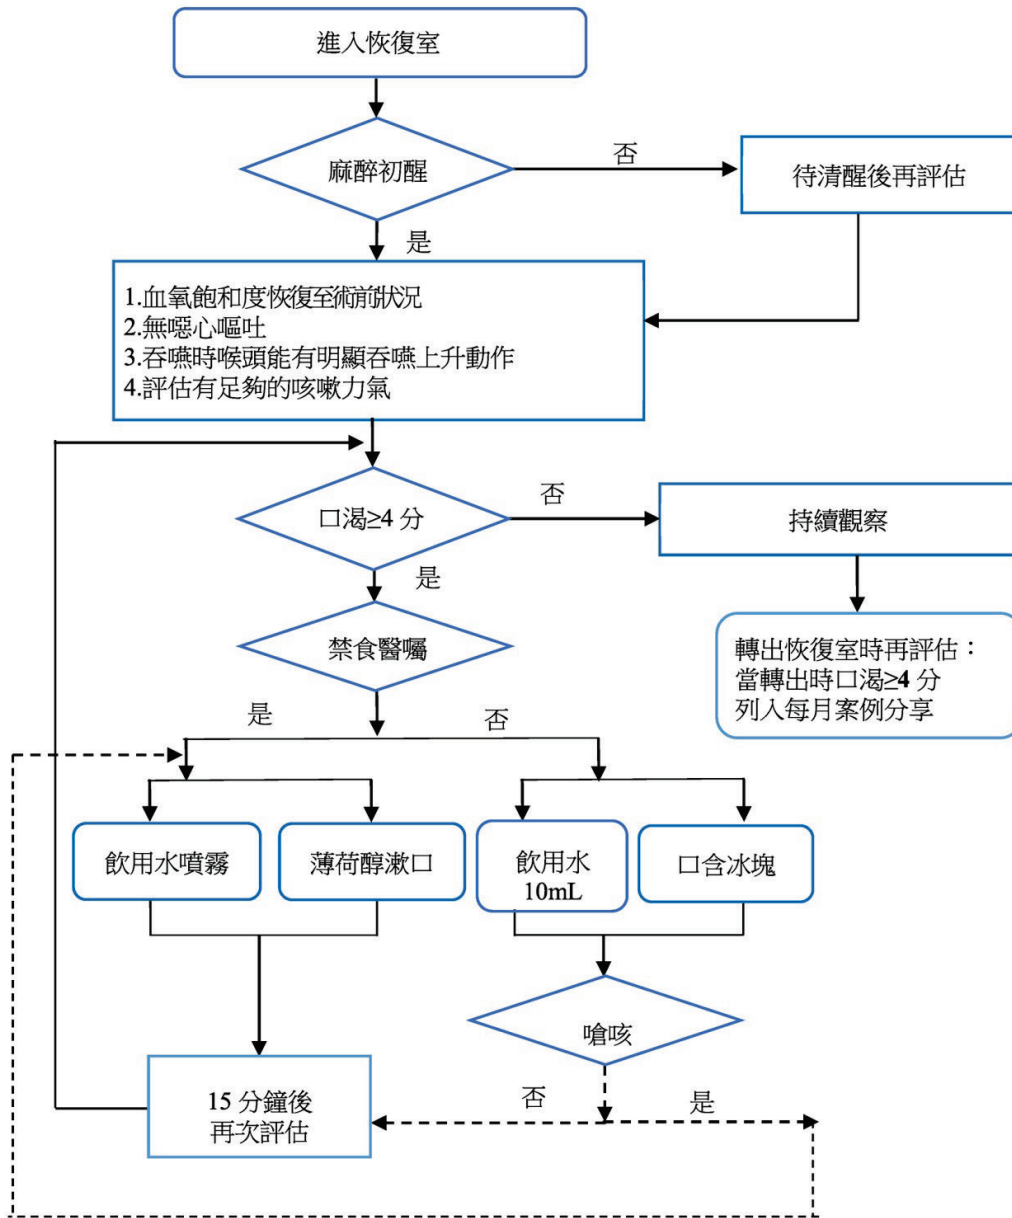 進入恢復室
麻醉初醒
否
待清醒後再評估
是
1.血氧飽和度恢復至術前狀況
2.無噁心嘔吐
3.吞嚥時喉頭能有明顯吞嚥上升動作
4.評估有足夠的咳嗽力氣
口渴≥4 分
否
持續觀察
是
禁食醫囑
轉出恢復室時再評估：
當轉出時口渴≥4 分
列入每月案例分享
是
否
飲用水噴霧
薄荷醇漱口
飲用水
10mL
口含冰塊
嗆咳
否
是
15 分鐘後
再次評估